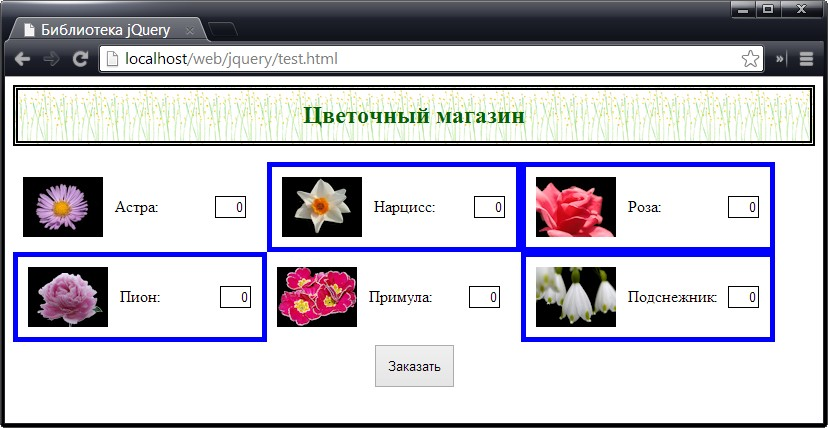 Библиотека jQuery
localhost/web/jquery/test.html
Цветочный магазин
Астра: 0
Нарцисс: 0
Роза: 0
Пион: 0
Примула: 0
Подснежник: 0
Заказать